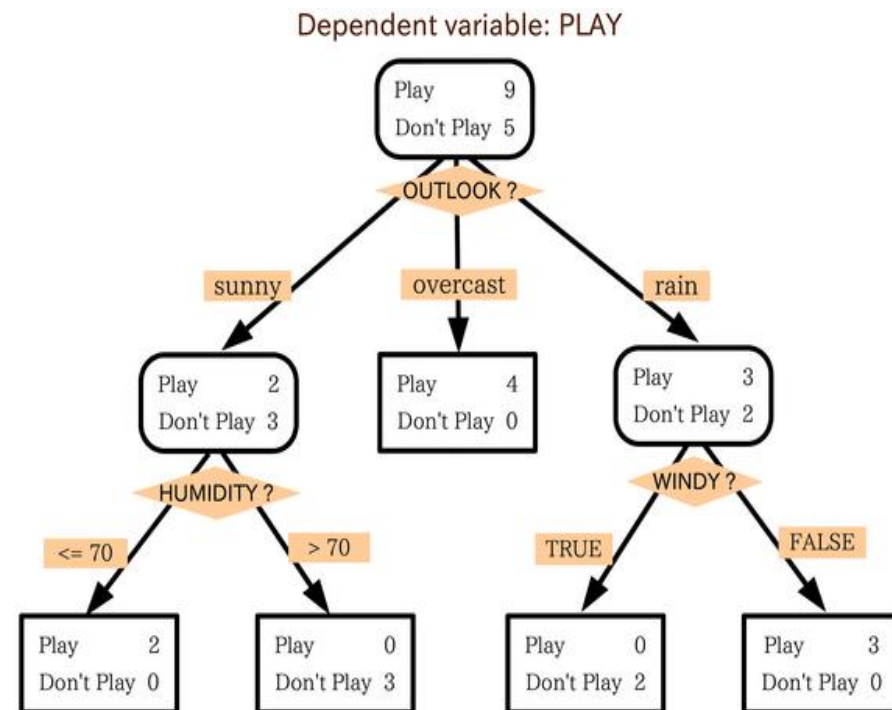 Dependent variable: PLAY
Play 9
Don't Play 5
OUTLOOK ?
sunny
overcast
rain
Play 2
Don't Play 3
Play 4
Don't Play 0
Play 3
Don't Play 2
HUMIDITY ?
WINDY ?
<= 70
> 70
TRUE
FALSE
Play 2
Don't Play 0
Play 0
Don't Play 3
Play 0
Don't Play 2
Play 3
Don't Play 0